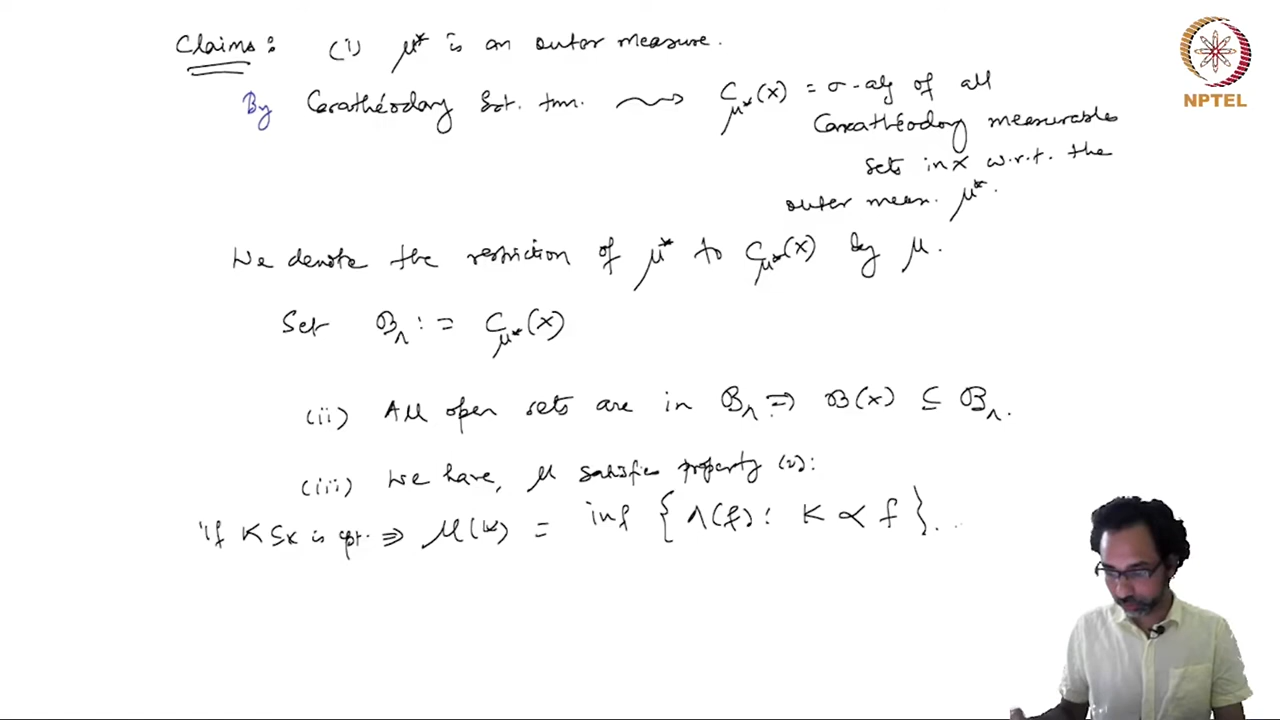 Claims: (i) μ* is an outer measure.
By Carathéodory Ext. thm. ⇝ C_μ*(X) = σ-alg of all
Carathéodory measurable
sets in X w.r.t. the
outer meas. μ*.
We denote the restriction of μ* to C_μ*(X) by μ.
Set B_Λ := C_μ*(X)
(ii) All open sets are in B_Λ ⇒ B(X) ⊆ B_Λ.
(iii) We have, μ satisfies property (v):
If K ⊆ X is cpt. ⇒ μ(K) = inf { Λ(f) : K ∝ f }.
NPTEL